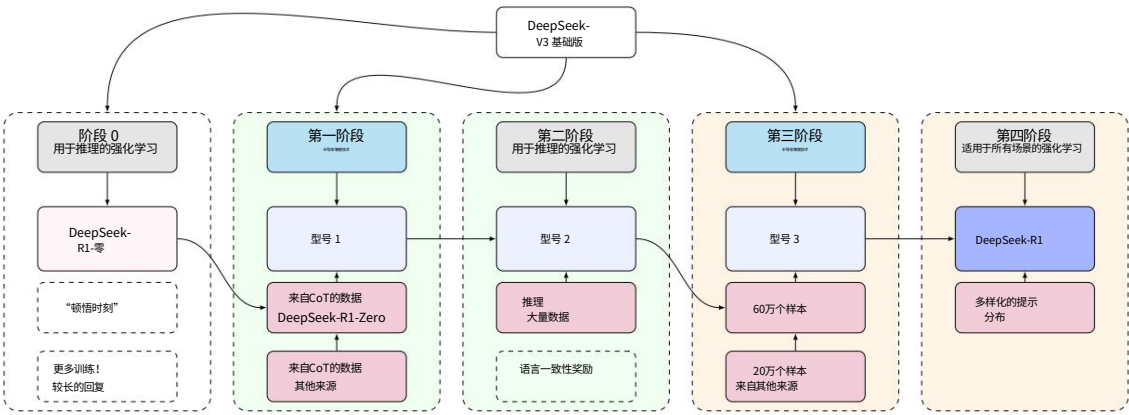 DeepSeek-
V3 基础版
阶段 0
用于推理的强化学习
DeepSeek-
R1-零
“顿悟时刻”
更多训练!
较长的回复
第一阶段
型号 1
来自CoT的数据
DeepSeek-R1-Zero
来自CoT的数据
其他来源
第二阶段
用于推理的强化学习
型号 2
推理
大量数据
语言一致性奖励
第三阶段
型号 3
60万个样本
20万个样本
来自其他来源
第四阶段
适用于所有场景的强化学习
DeepSeek-R1
多样化的提示
分布